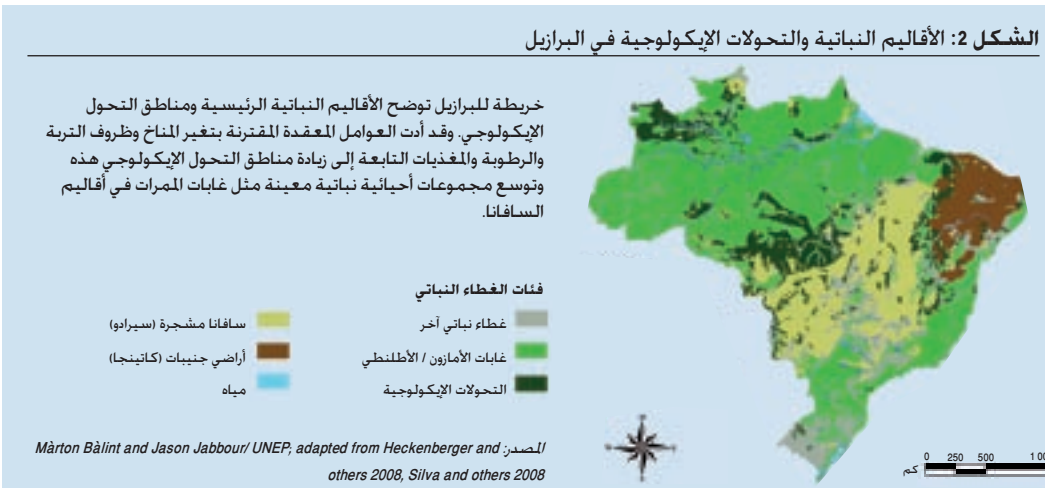 الشكل 2: الأقاليم النباتية والتحولات الإيكولوجية في البرازيل
خريطة للبرازيل توضح الأقاليم النباتية الرئيسية ومناطق التحول
الإيكولوجي. وقد أدت العوامل المعقدة المقترنة بتغير المناخ وظروف التربة
والرطوبة والمغذيات التابعة إلى زيادة مناطق التحول الإيكولوجي هذه
وتوسع مجموعات أحيائية نباتية معينة مثل غابات الممرات في أقاليم
السافانا.
فئات الغطاء النباتي
غطاء نباتي آخر
سافانا مشجرة (سيرادو)
غابات الأمازون / الأطلنطي
أراضي جنيبات (كاتينجا)
التحولات الإيكولوجية
مياه
المصدر: Màrton Bàlint and Jason Jabbour/ UNEP; adapted from Heckenberger and
others 2008, Silva and others 2008
0 250 500 1 00
كم